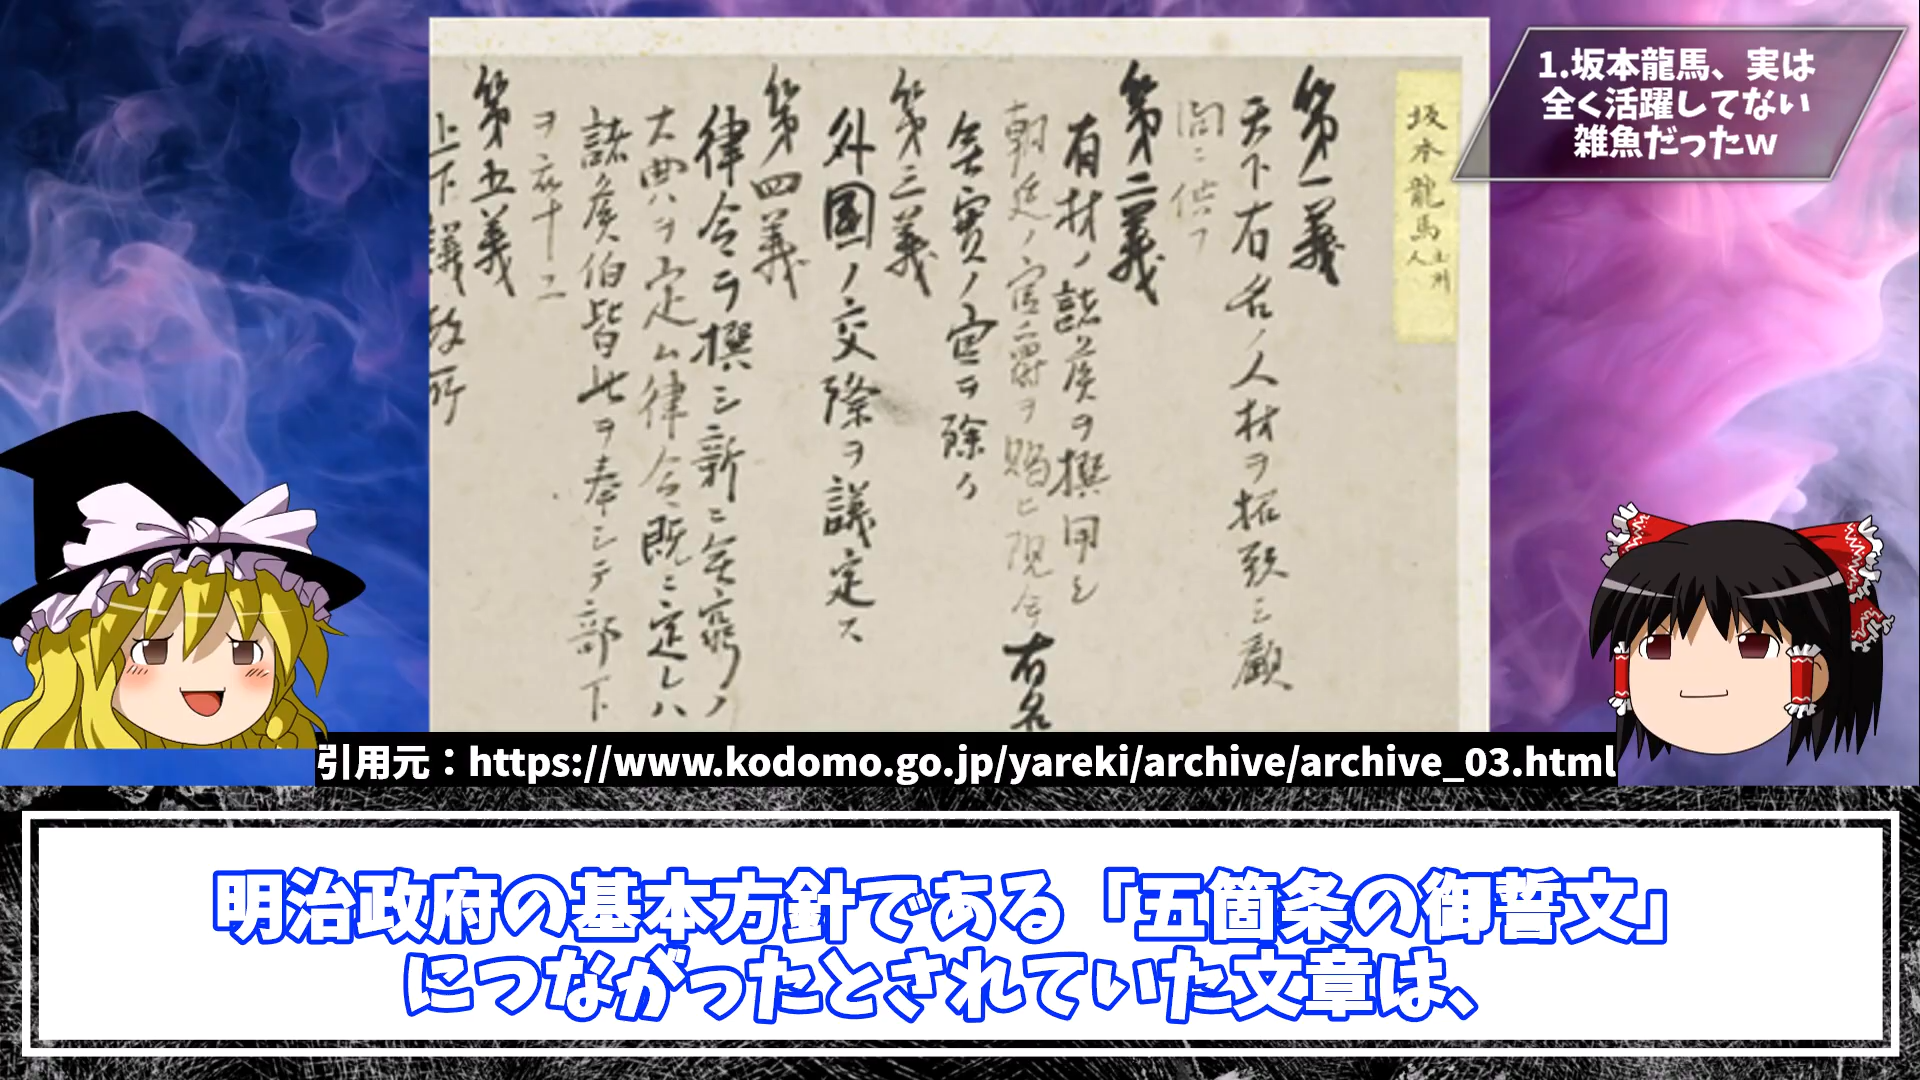 1.坂本龍馬、実は
全く活躍してない
雑魚だったｗ
坂本龍馬
土州
人
第一義
天下有名ノ人材ヲ招致シ顧
問ニ供フ
第二義
有材ノ諸侯ヲ撰用シ
朝廷ノ官爵ヲ賜ヒ現今有名
無実ノ官ヲ除ク
第三義
外国ノ交際ヲ議定ス
第四義
律令ヲ撰シ新ニ無窮ノ
大典ヲ定ム律令既ニ定レハ
諸侯伯皆此ヲ奉シテ部下
ヲ
第五義
上下議政所
引用元：https://www.kodomo.go.jp/yareki/archive/archive_03.html
明治政府の基本方針である「五箇条の御誓文」
につながったとされていた文章は、